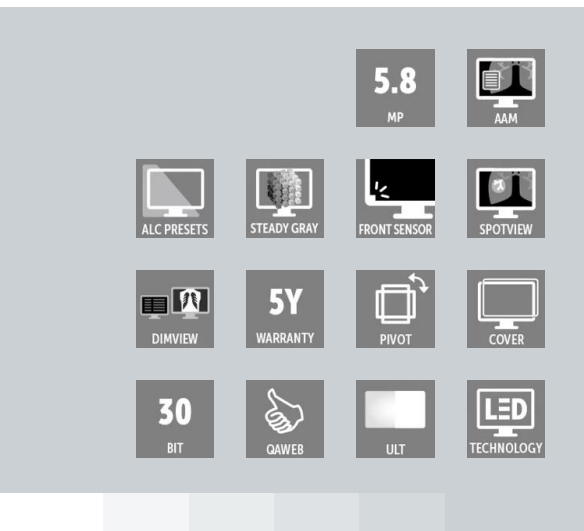 5.8
MP
AAM
ALC PRESETS
STEADY GRAY
FRONT SENSOR
SPOTVIEW
DIMVIEW
5Y
WARRANTY
PIVOT
COVER
30
BIT
QAWEB
ULT
LED
TECHNOLOGY